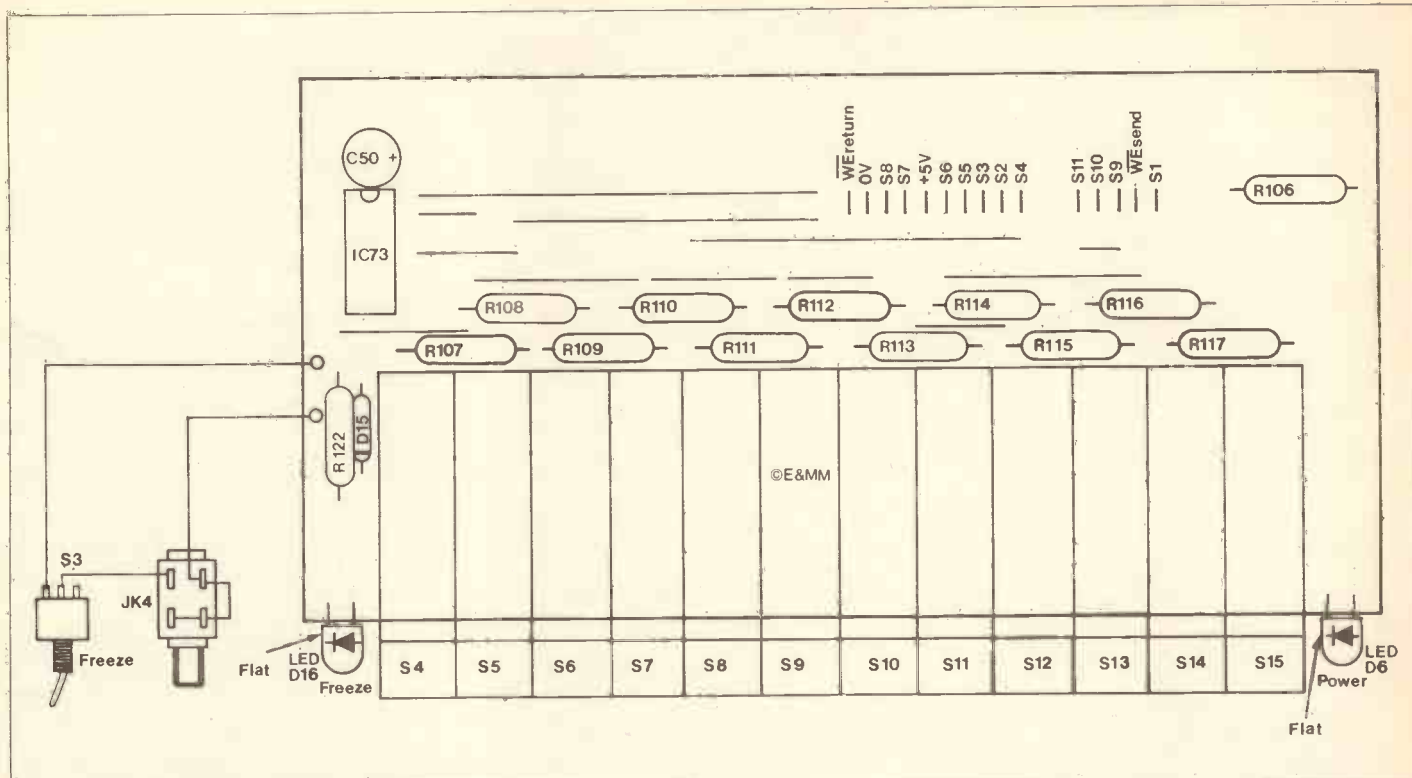 C50 +
IC73
WEreturn
0V
S8
S7
+5V
S6
S5
S3
S2
S4
S11
S10
S9
WEsend
S1
R106
R108
R110
R112
R114
R116
R107
R109
R111
R113
R115
R117
R122
D15
©E&MM
S3
JK4
Freeze
Flat
LED
D16
Freeze
S4
S5
S6
S7
S8
S9
S10
S11
S12
S13
S14
S15
LED
D6
Power
Flat